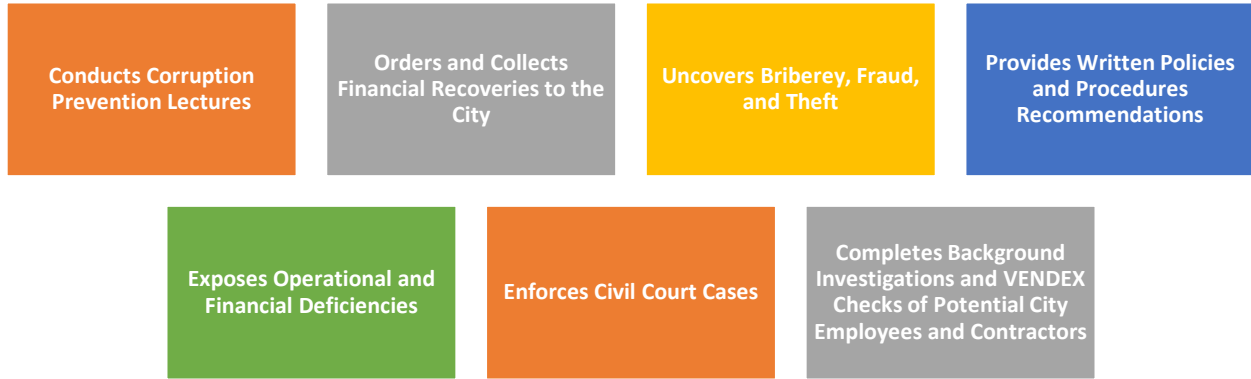 Conducts Corruption
Prevention Lectures
Orders and Collects
Financial Recoveries to the
City
Uncovers Briberey, Fraud,
and Theft
Provides Written Policies
and Procedures
Recommendations
Exposes Operational and
Financial Deficiencies
Enforces Civil Court Cases
Completes Background
Investigations and VENDEX
Checks of Potential City
Employees and Contractors